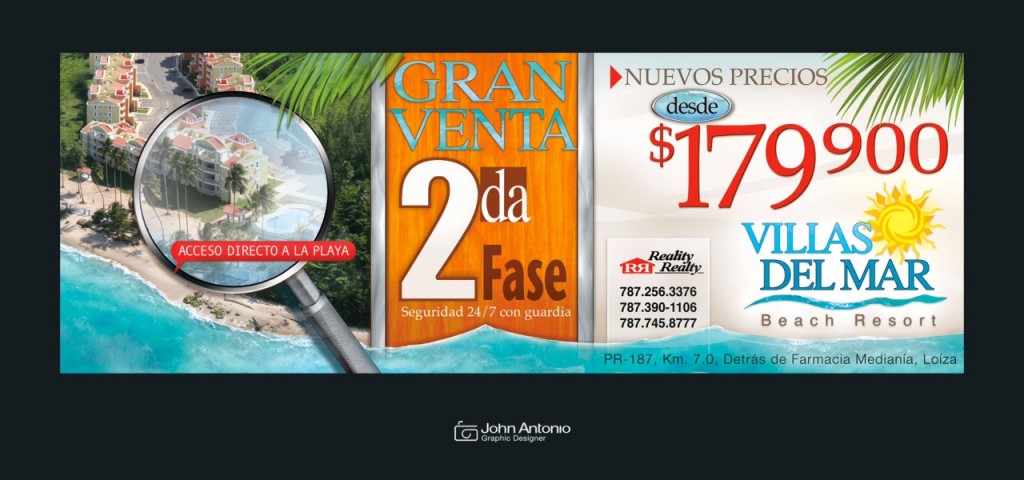 GRAN
VENTA
2da
Fase
Seguridad 24/7 con guardia
ACCESO DIRECTO A LA PLAYA
NUEVOS PRECIOS
desde
$179900
VILLAS
DEL MAR
Beach Resort
RR Reality
Realty
787.256.3376
787.390-1106
787.745.8777
PR-187, Km. 7.0, Detrás de Farmacia Medianía, Loíza
John Antonio
Graphic Designer